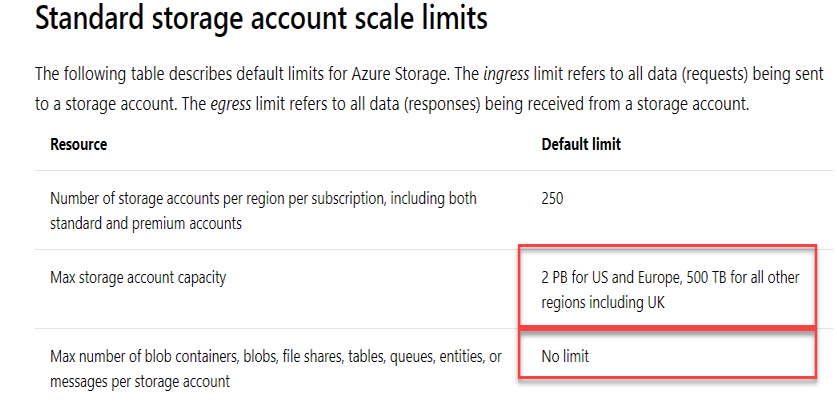 Standard storage account scale limits
The following table describes default limits for Azure Storage. The ingress limit refers to all data (requests) being sent
to a storage account. The egress limit refers to all data (responses) being received from a storage account.
Resource Default limit
Number of storage accounts per region per subscription, including both
standard and premium accounts
250
Max storage account capacity
2 PB for US and Europe, 500 TB for all other
regions including UK
Max number of blob containers, blobs, file shares, tables, queues, entities, or
messages per storage account
No limit